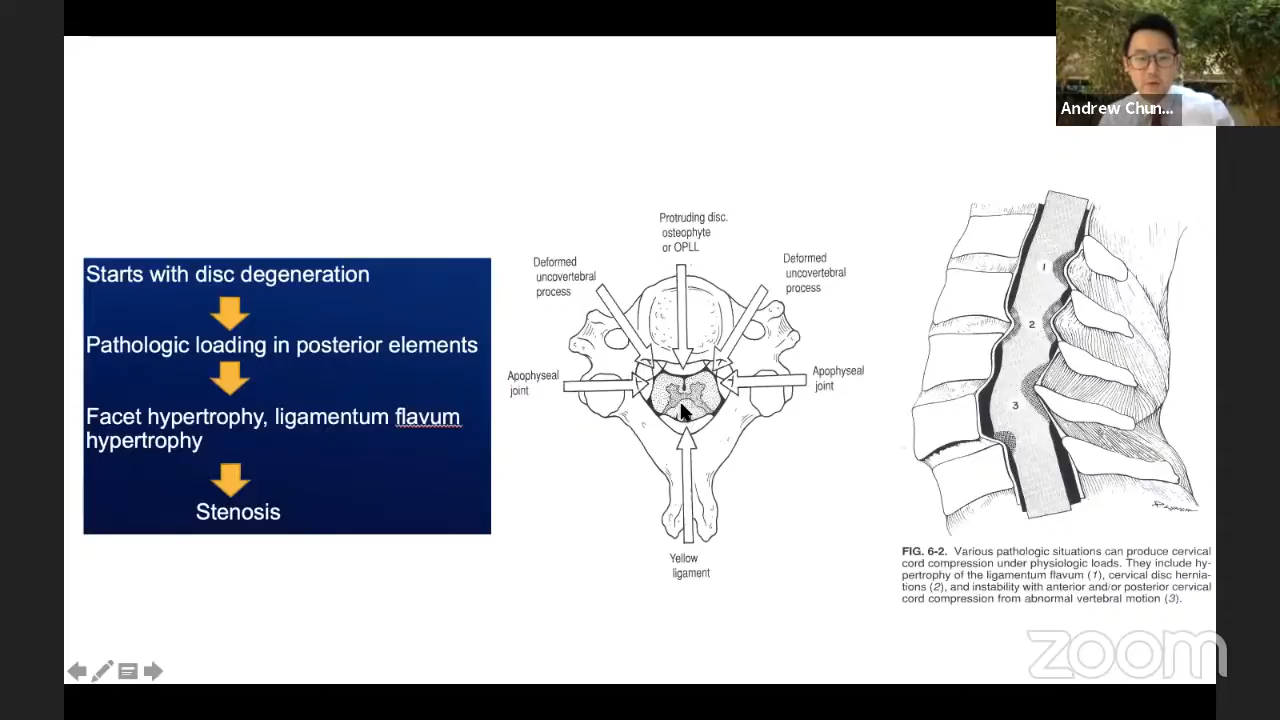 Andrew Chun...
Starts with disc degeneration
Pathologic loading in posterior elements
Facet hypertrophy, ligamentum flavum
hypertrophy
Stenosis
Protruding disc.
osteophyte
or OPLL
Deformed
uncovertebral
process
Deformed
uncovertebral
process
Apophyseal
joint
Apophyseal
joint
Yellow
ligament
1
2
3
FIG. 6-2. Various pathologic situations can produce cervical
cord compression under physiologic loads. They include hy-
pertrophy of the ligamentum flavum (1), cervical disc hernia-
tions (2), and instability with anterior and/or posterior cervical
cord compression from abnormal vertebral motion (3).
zoom